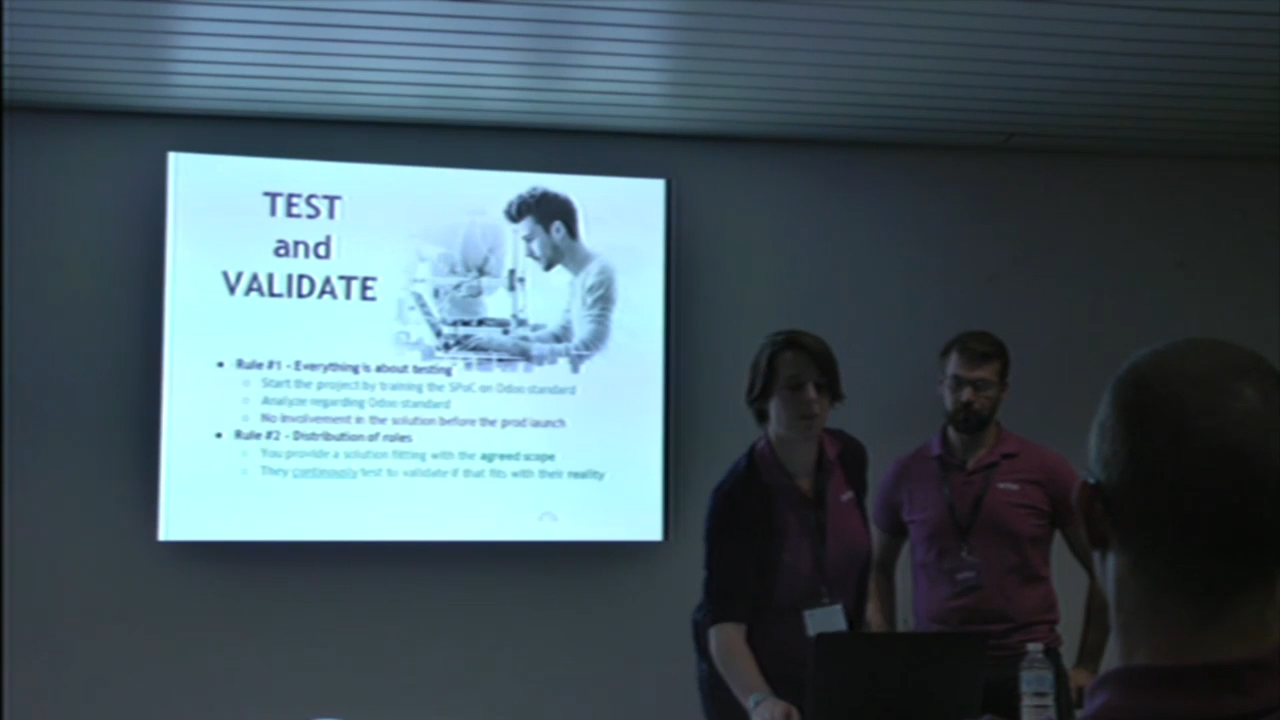 TEST
and
VALIDATE
• Rule #1 - Everything is about testing
○ Start the project by training the SPoC on Odoo standard
○ Analyze regarding Odoo standard
○ No involvement in the solution before the prod launch
• Rule #2 - Distribution of roles
○ You provide a solution fitting with the agreed scope
○ They continously test to validate if that fits with their reality